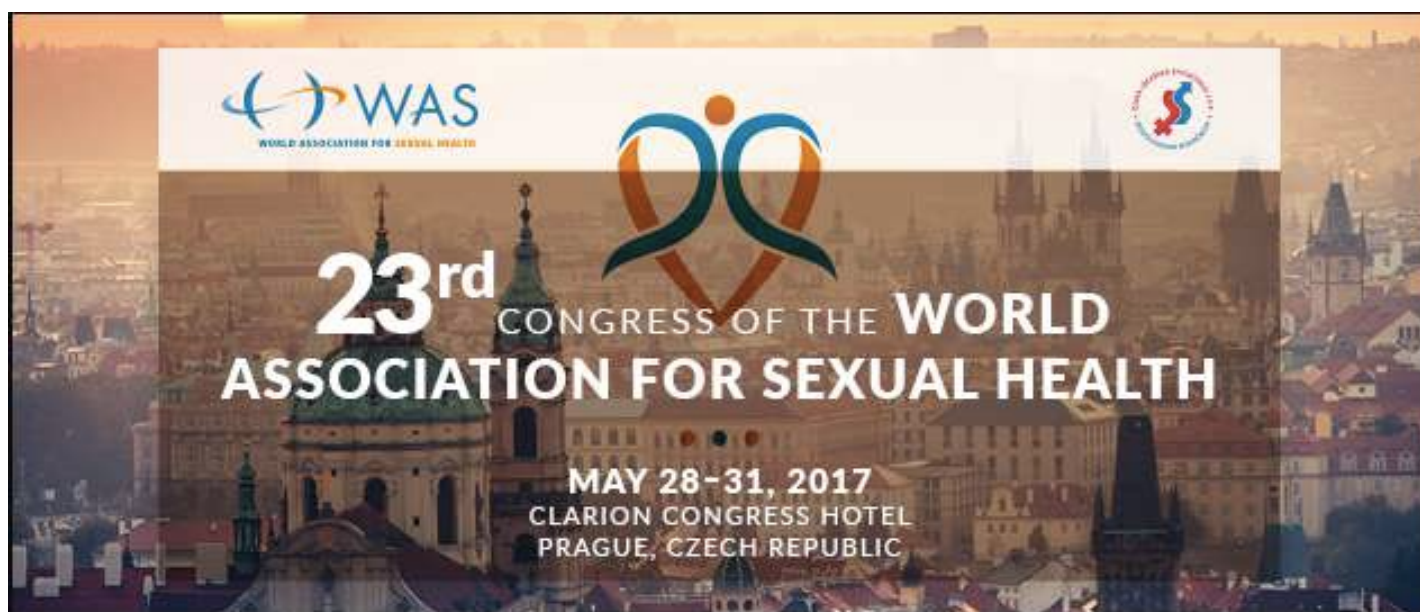 WAS
WORLD ASSOCIATION FOR SEXUAL HEALTH
23rd CONGRESS OF THE WORLD
ASSOCIATION FOR SEXUAL HEALTH
MAY 28-31, 2017
CLARION CONGRESS HOTEL
PRAGUE, CZECH REPUBLIC